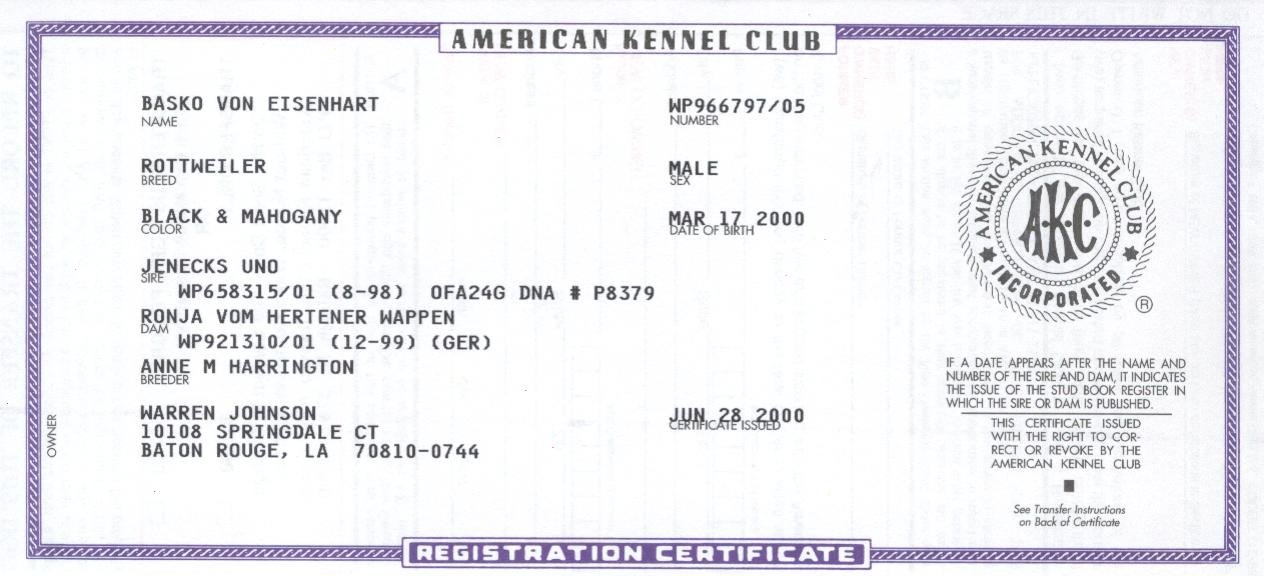 AMERICAN KENNEL CLUB
BASKO VON EISENHART
NAME
WP966797/05
NUMBER
ROTTWEILER
BREED
MALE
SEX
BLACK & MAHOGANY
COLOR
MAR 17 2000
DATE OF BIRTH
JENECKS UNO
SIRE
WP658315/01 (8-98) OFA24G DNA # P8379
RONJA VOM HERTENER WAPPEN
DAM
WP921310/01 (12-99) (GER)
ANNE M HARRINGTON
BREEDER
OWNER
WARREN JOHNSON
10108 SPRINGDALE CT
BATON ROUGE, LA 70810-0744
JUN 28 2000
CERTIFICATE ISSUED
AMERICAN KENNEL CLUB
A·K·C
INCORPORATED
®
IF A DATE APPEARS AFTER THE NAME AND
NUMBER OF THE SIRE AND DAM, IT INDICATES
THE ISSUE OF THE STUD BOOK REGISTER IN
WHICH THE SIRE OR DAM IS PUBLISHED.
THIS CERTIFICATE ISSUED
WITH THE RIGHT TO COR-
RECT OR REVOKE BY THE
AMERICAN KENNEL CLUB
See Transfer Instructions
on Back of Certificate
REGISTRATION CERTIFICATE